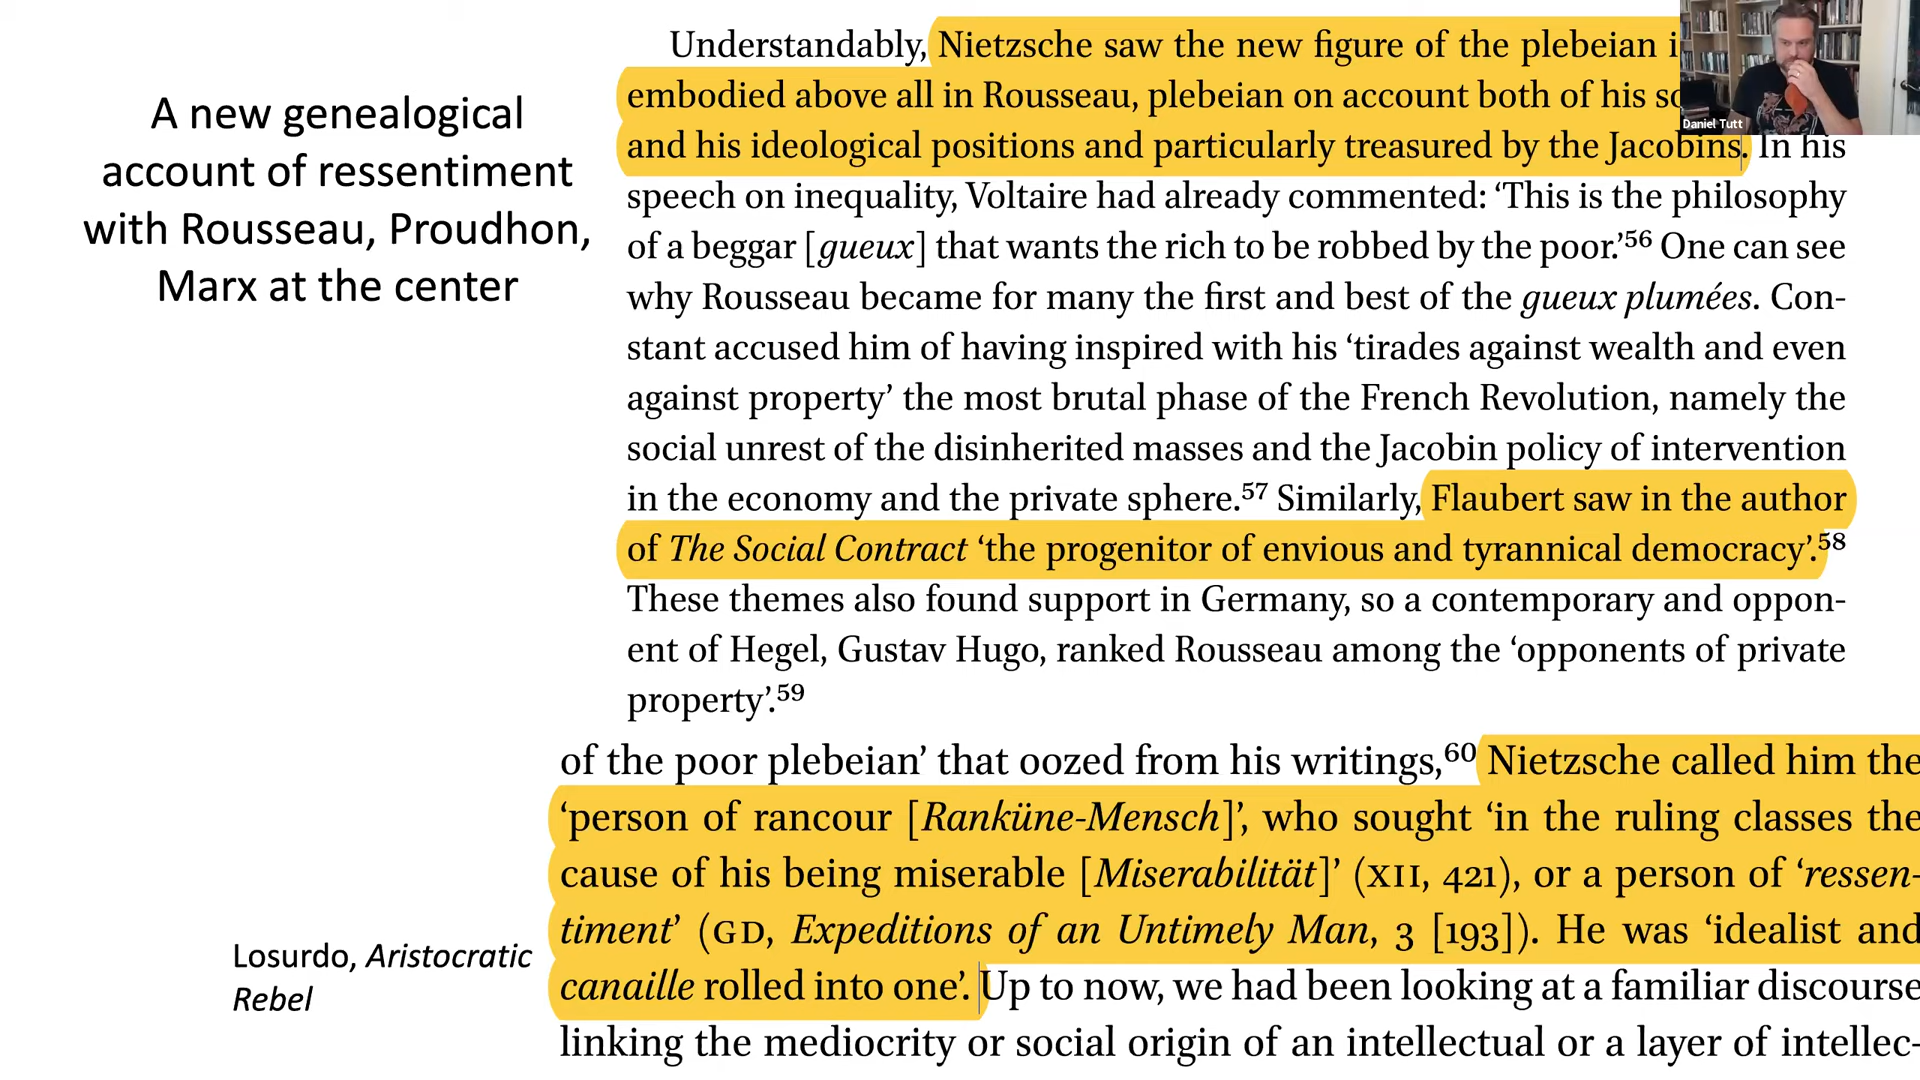 A new genealogical
account of ressentiment
with Rousseau, Proudhon,
Marx at the center
Understandably, Nietzsche saw the new figure of the plebeian
embodied above all in Rousseau, plebeian on account both of his
and his ideological positions and particularly treasured by the Jacobins. In his
speech on inequality, Voltaire had already commented: ‘This is the philosophy
of a beggar [gueux] that wants the rich to be robbed by the poor.’56 One can see
why Rousseau became for many the first and best of the gueux plumées. Con-
stant accused him of having inspired with his ‘tirades against wealth and even
against property’ the most brutal phase of the French Revolution, namely the
social unrest of the disinherited masses and the Jacobin policy of intervention
in the economy and the private sphere.57 Similarly, Flaubert saw in the author
of The Social Contract ‘the progenitor of envious and tyrannical democracy’.58
These themes also found support in Germany, so a contemporary and oppon-
ent of Hegel, Gustav Hugo, ranked Rousseau among the ‘opponents of private
property’.59
of the poor plebeian’ that oozed from his writings,60 Nietzsche called him the
‘person of rancour [Ranküne-Mensch]’, who sought ‘in the ruling classes the
cause of his being miserable [Miserabilität]’ (XII, 421), or a person of ‘ressen-
timent’ (GD, Expeditions of an Untimely Man, 3 [193]). He was ‘idealist and
canaille rolled into one’. Up to now, we had been looking at a familiar discourse
linking the mediocrity or social origin of an intellectual or a layer of intellec-
Losurdo, Aristocratic
Rebel
Daniel Tutt